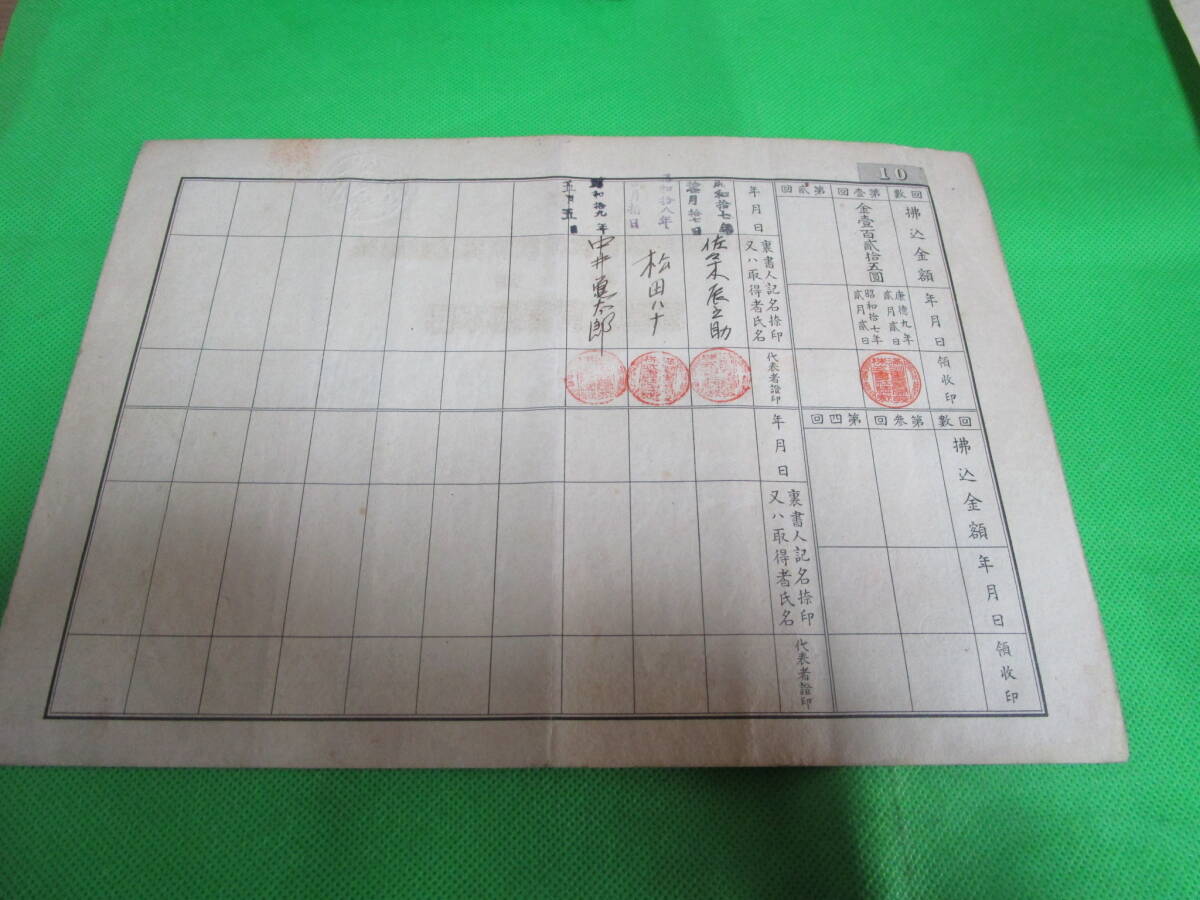 10
回數
第壹回
第貳回
拂込金額
金壹百貳拾五圓
年月日
康德九年貳月貳日
昭和拾七年貳月貳日
領收印
年月日
裏書人記名捺印
又ハ取得者氏名
代表者證印
昭和拾七年
拾七日
佐々木辰之助
拾八年
松田ハナ
昭和拾九年
五月五日
中井
太郎
回數
第參回
第四回
拂込金額
年月日
領收印
年月日
裏書人記名捺印
又ハ取得者氏名
代表者證印